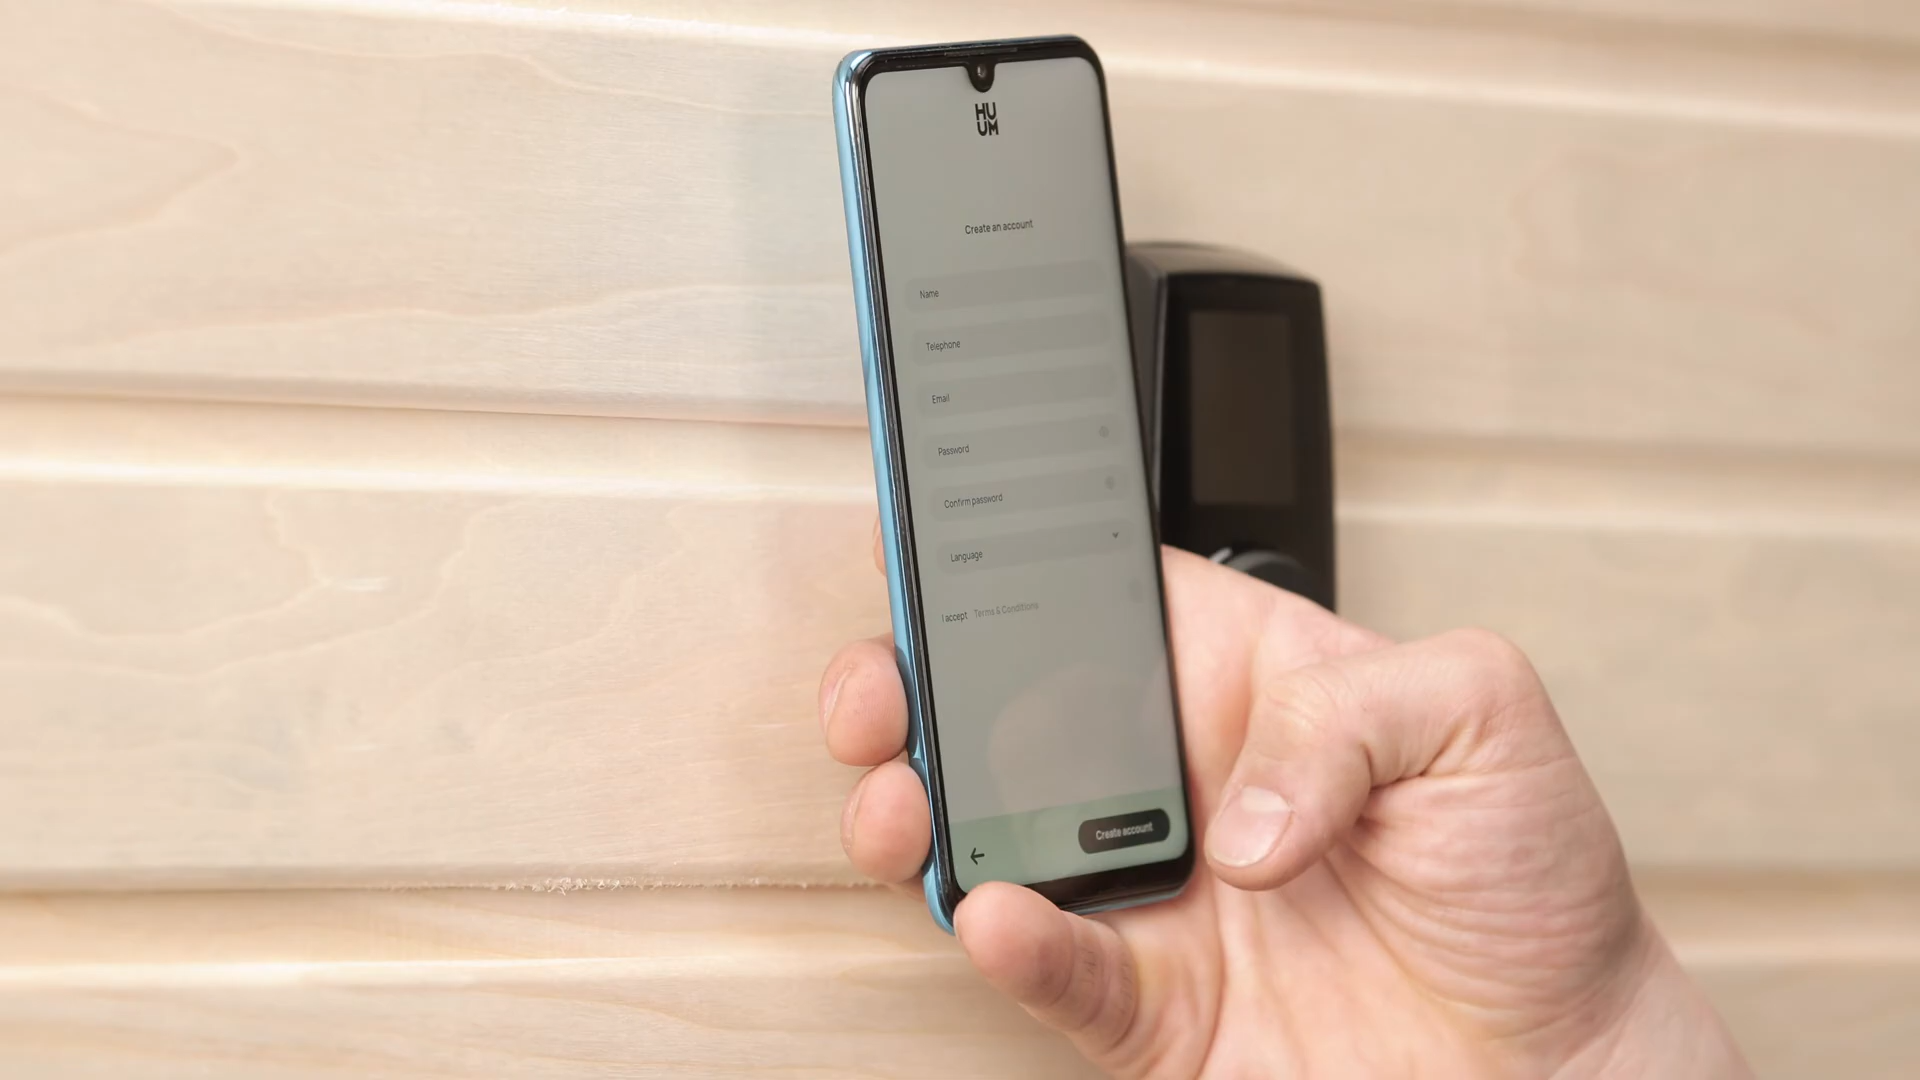 HU
UM
Create an account
Name
Telephone
Email
Password
Confirm password
Language
I accept Terms & Conditions
Create account